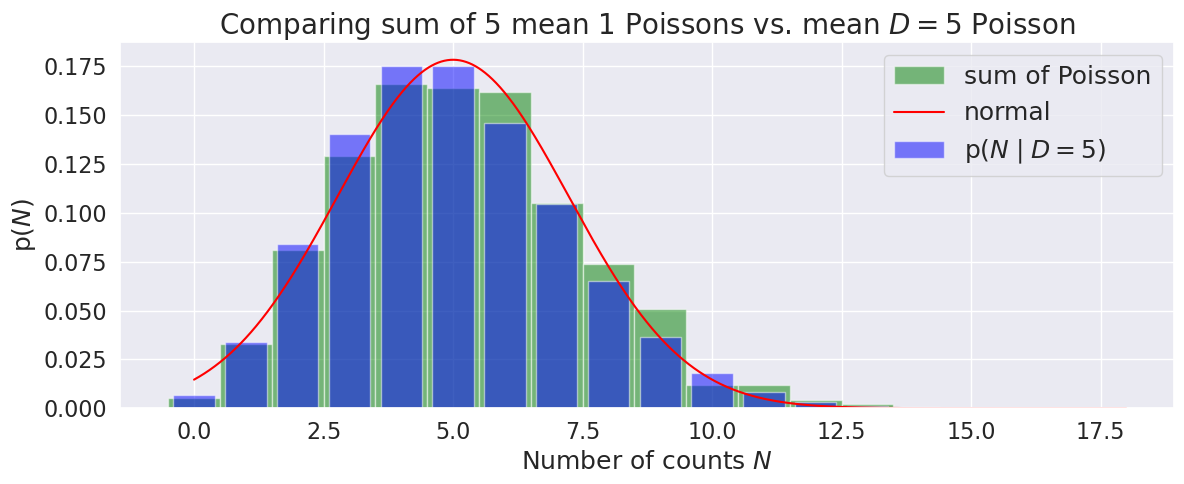 Comparing sum of 5 mean 1 Poissons vs. mean D = 5 Poisson
sum of Poisson
normal
p(N | D = 5)
p(N)
0.175
0.150
0.125
0.100
0.075
0.050
0.025
0.000
0.0 2.5 5.0 7.5 10.0 12.5 15.0 17.5
Number of counts N